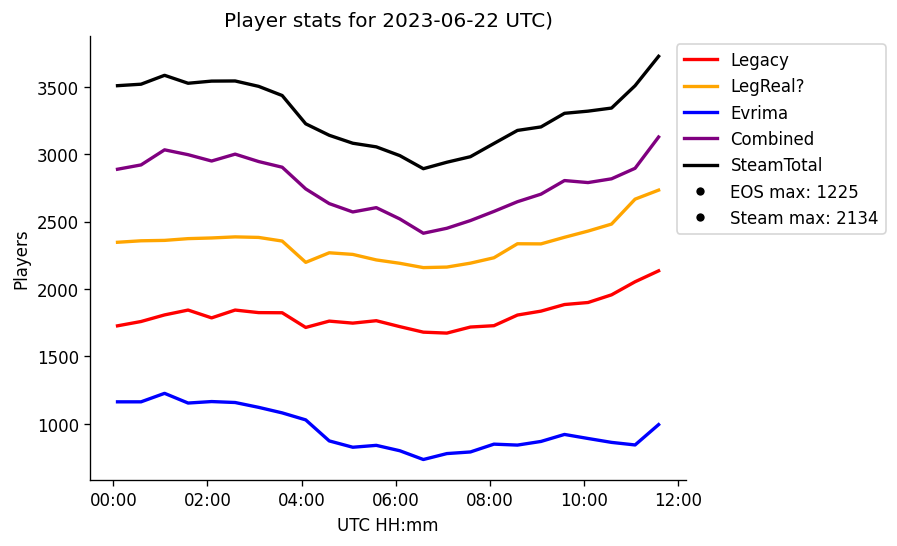 Player stats for 2023-06-22 UTC)
Legacy
LegReal?
Evrima
Combined
SteamTotal
EOS max: 1225
Steam max: 2134
Players
3500
3000
2500
2000
1500
1000
00:00 02:00 04:00 06:00 08:00 10:00 12:00
UTC HH:mm